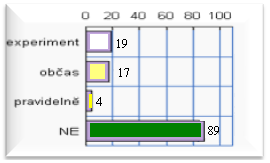 0 20 40 60 80 100
experiment 19
občas 17
pravidelně 4
NE 89